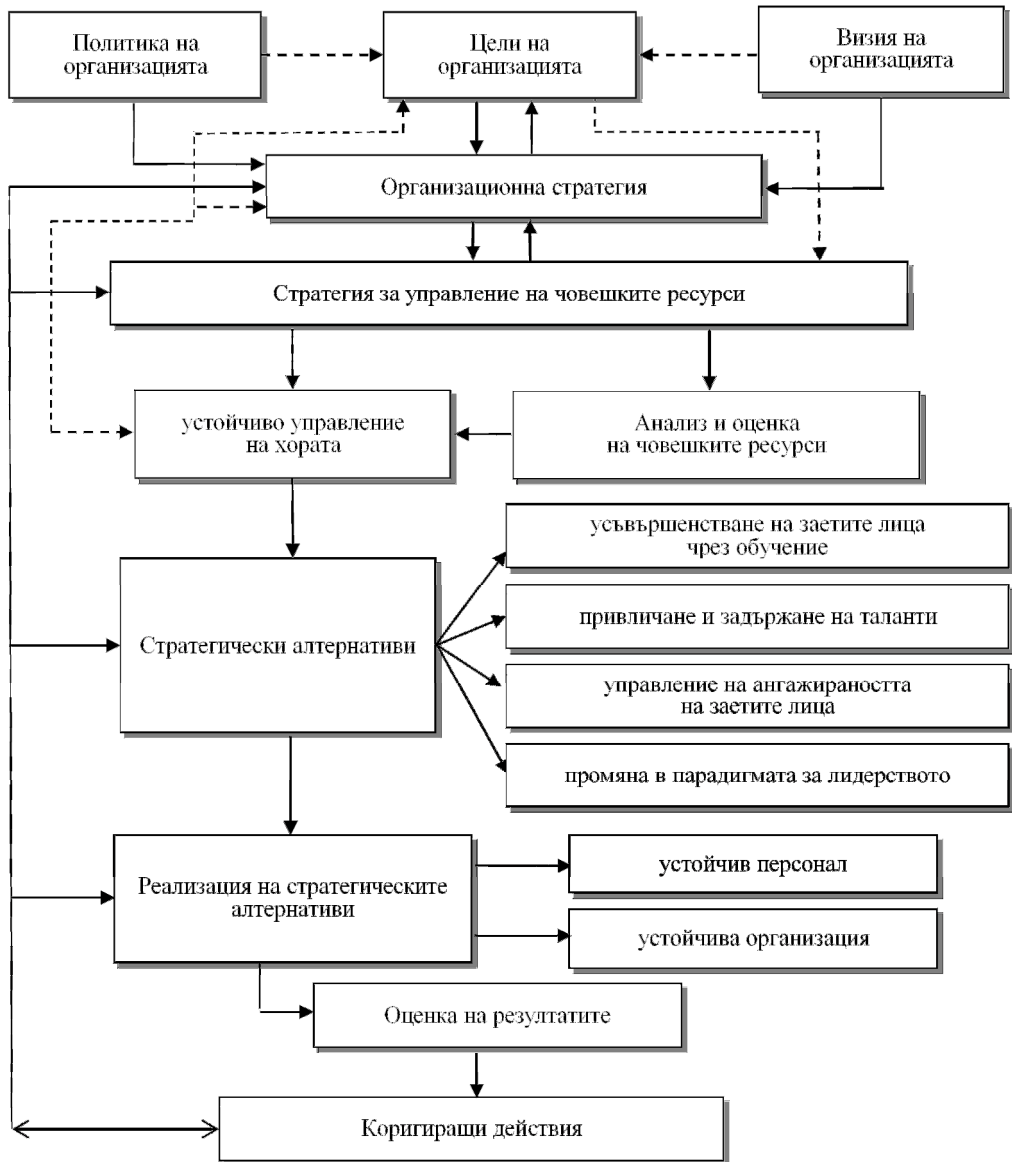 Политика на
организацията
Цели на
организацията
Визия на
организацията
Организационна стратегия
Стратегия за управление на човешките ресурси
устойчиво управление
на хората
Анализ и оценка
на човешките ресурси
усъвършенстване на заетите лица
чрез обучение
привличане и задържане на таланти
Стратегически алтернативи
управление на ангажираността
на заетите лица
промяна в парадигмата за лидерството
Реализация на стратегическите
алтернативи
устойчив персонал
устойчива организация
Оценка на резултатите
Коригиращи действия